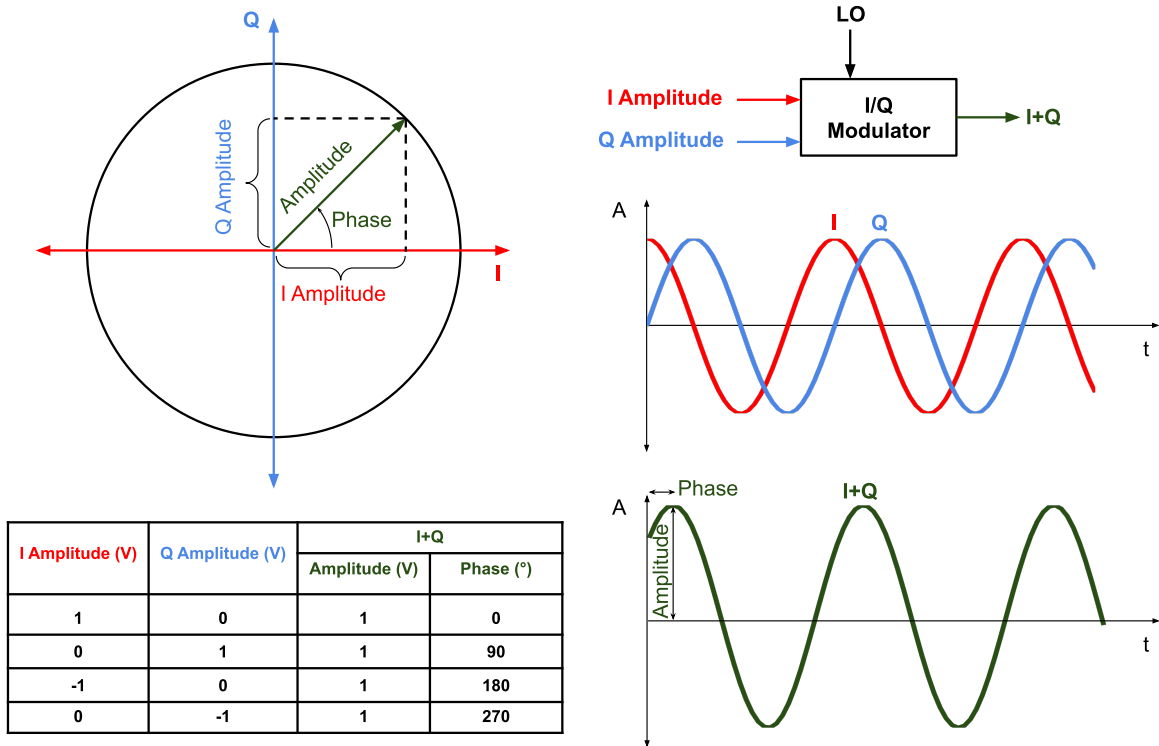 Q
Q Amplitude
Amplitude
Phase
I
I Amplitude
LO
I Amplitude
Q Amplitude
I/Q
Modulator
I+Q
A
I
Q
t
A
Phase
I+Q
Amplitude
t
I Amplitude (V) Q Amplitude (V) I+Q
Amplitude (V) Phase (°)
1 0 1 0
0 1 1 90
-1 0 1 180
0 -1 1 270